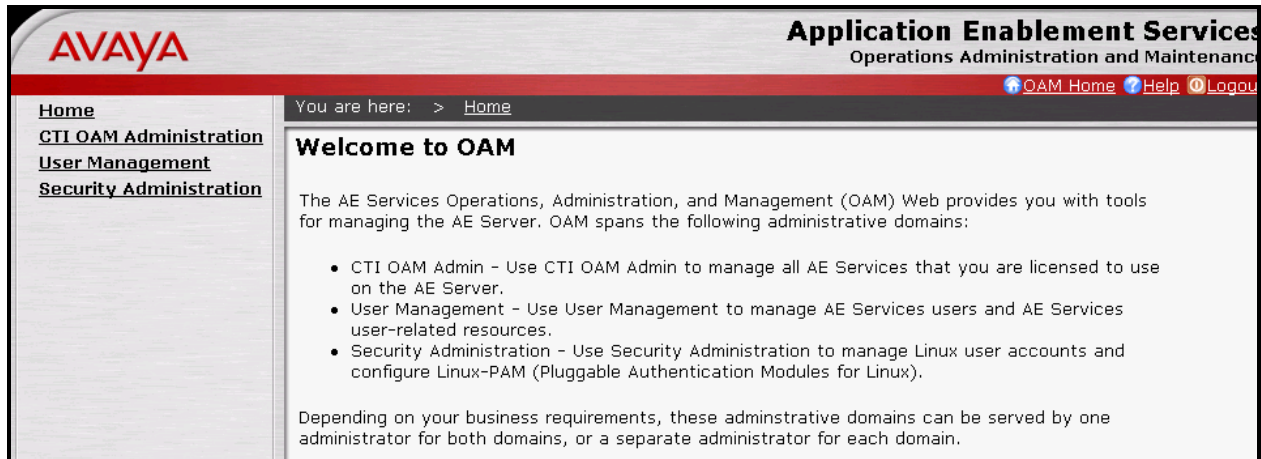 AVAYA
Application Enablement Services
Operations Administration and Maintenance
OAM Home Help Logou
Home
CTI OAM Administration
User Management
Security Administration
You are here: > Home
Welcome to OAM
The AE Services Operations, Administration, and Management (OAM) Web provides you with tools
for managing the AE Server. OAM spans the following administrative domains:
• CTI OAM Admin - Use CTI OAM Admin to manage all AE Services that you are licensed to use
on the AE Server.
• User Management - Use User Management to manage AE Services users and AE Services
user-related resources.
• Security Administration - Use Security Administration to manage Linux user accounts and
configure Linux-PAM (Pluggable Authentication Modules for Linux).
Depending on your business requirements, these adminstrative domains can be served by one
administrator for both domains, or a separate administrator for each domain.